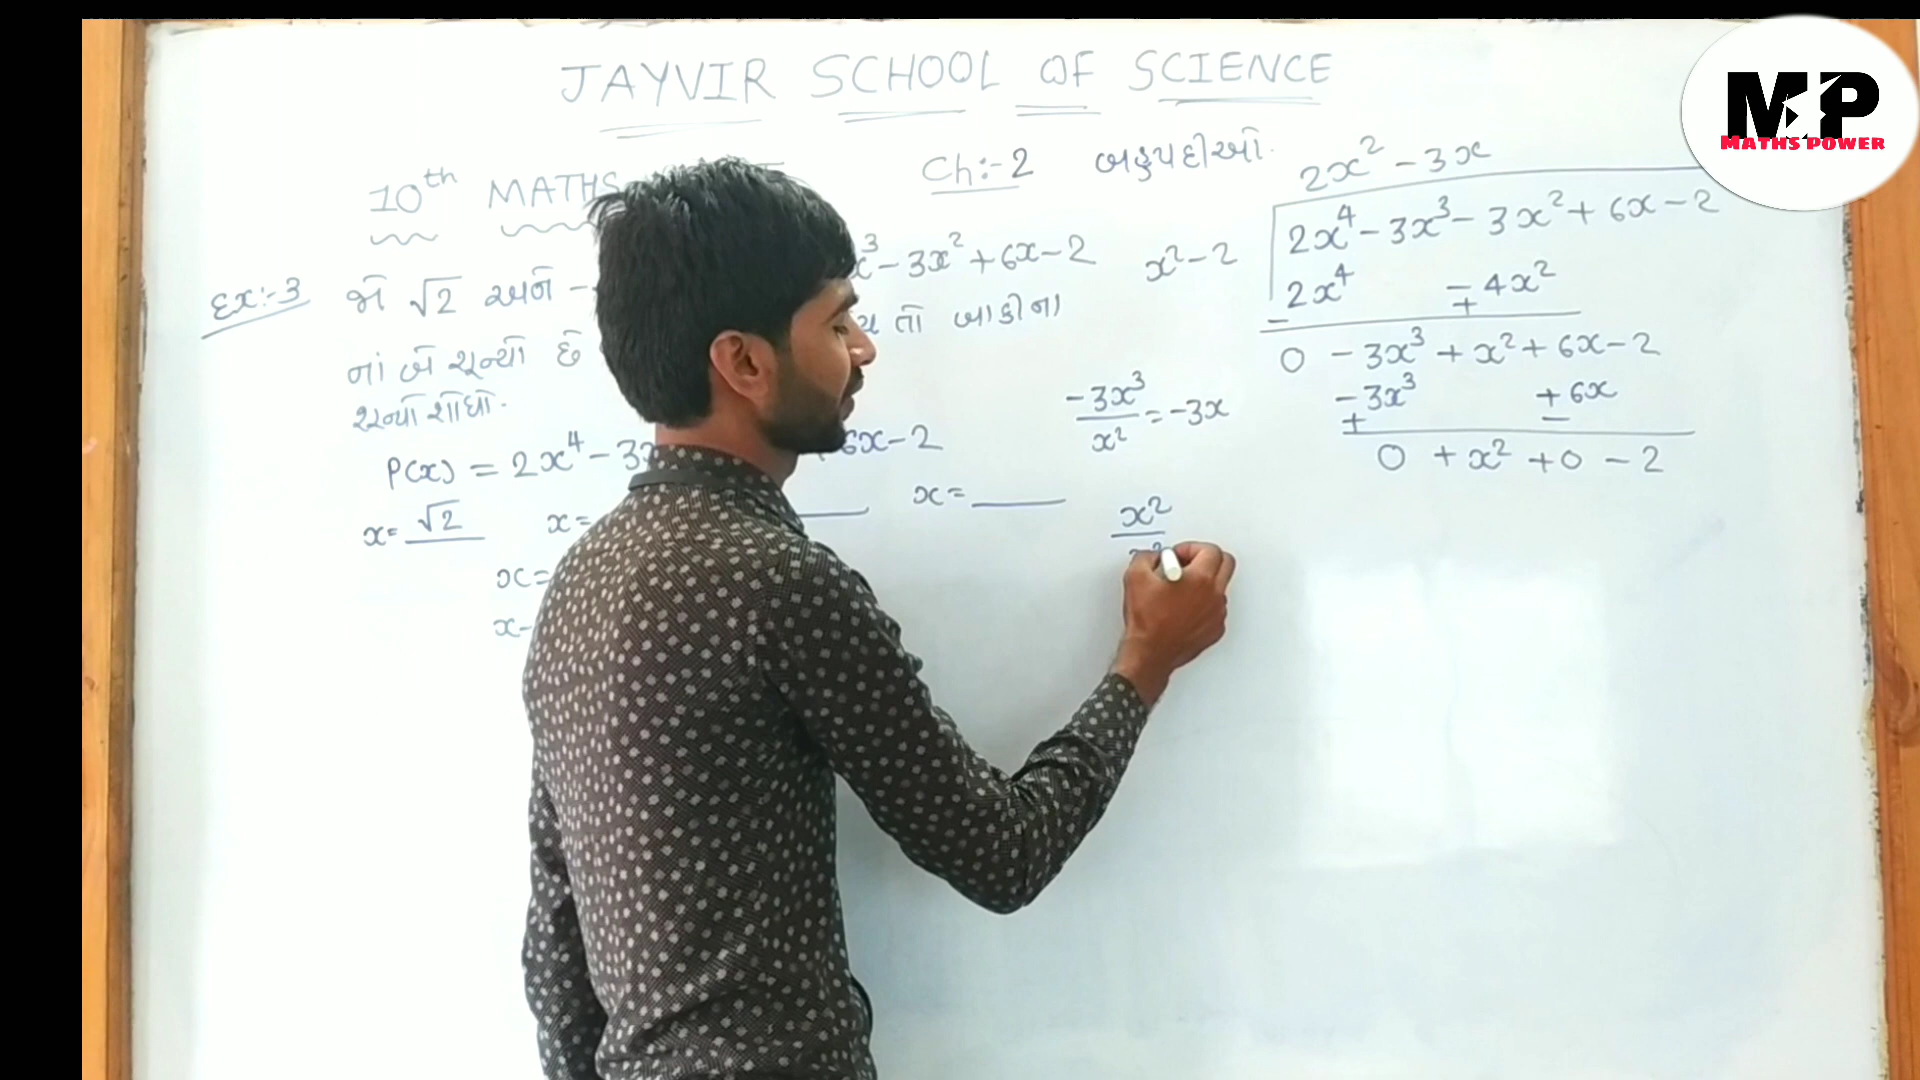 JAYVIR SCHOOL OF SCIENCE
MP
MATHS POWER
10th MATHS
Ch:-2 બહુપદીઓ.
Ex:-3 જો √2 અને -
x³ - 3x² + 6x - 2
નાં બે શૂન્યો છે
તો બાકીના
શૂન્યો શોધો.
P(x) = 2x⁴ - 3x
6x - 2
x = √2
x =
x =
x =
x-
x² - 2
2x² - 3x
2x⁴ - 3x³ - 3x² + 6x - 2
2x⁴ - 4x²
- +
0 - 3x³ + x² + 6x - 2
- 3x³ + 6x
+ -
0 + x² + 0 - 2
-3x³/x² = -3x
x²